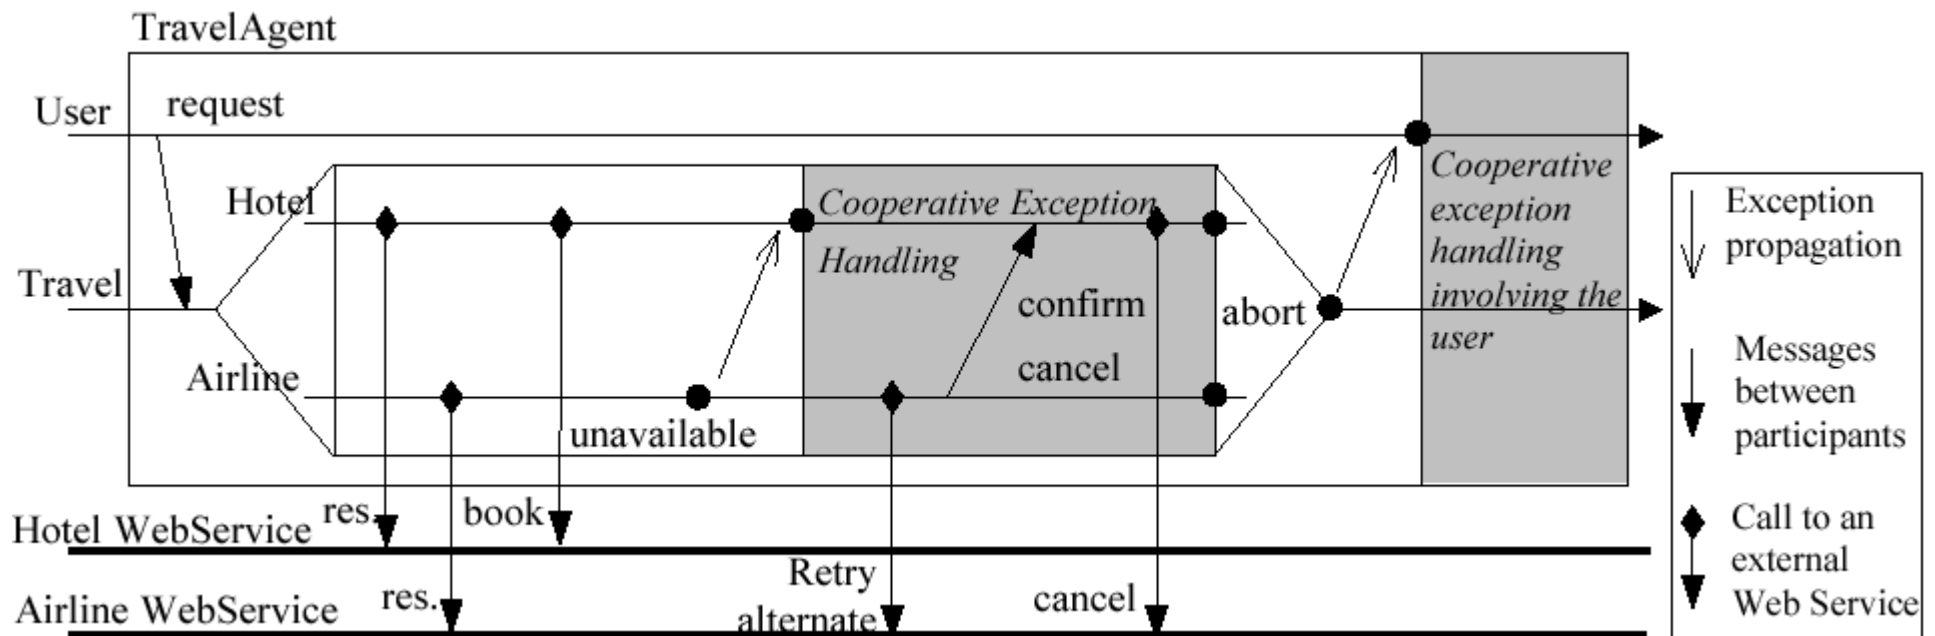 TravelAgent
User
request
Hotel
Cooperative Exception
Handling
Travel
confirm
cancel
abort
Airline
unavailable
Cooperative
exception
handling
involving the
user
res.
book
Hotel WebService
Retry
alternate
res.
cancel
Airline WebService
Exception
propagation
Messages
between
participants
Call to an
external
Web Service